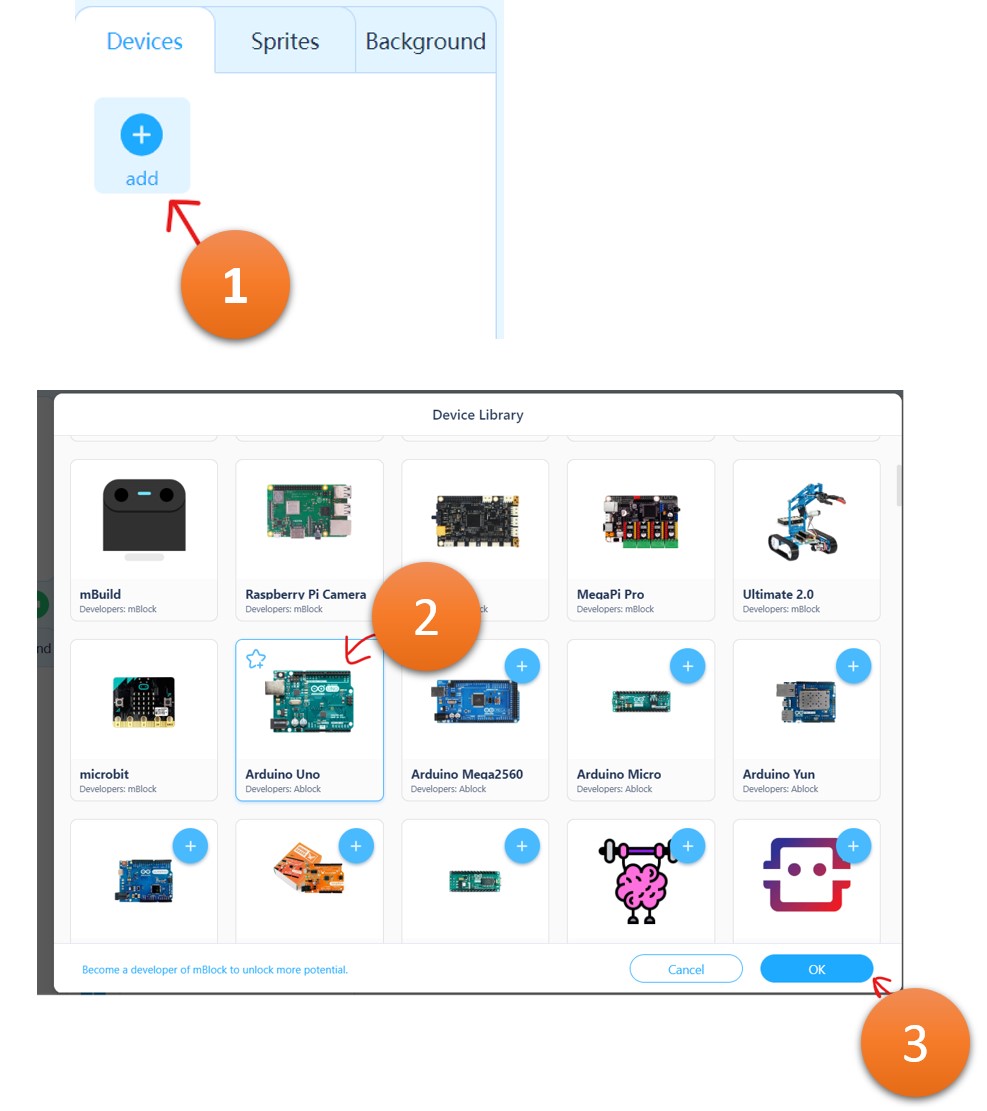 Devices
Sprites
Background
add
1
Device Library
mBuild
Developers: mBlock
Raspberry Pi Camera
Developers: mBlock
MegaPi Pro
Developers: mBlock
Ultimate 2.0
Developers: mBlock
2
nd
microbit
Developers: mBlock
Arduino Uno
Developers: Ablock
Arduino Mega2560
Developers: Ablock
Arduino Micro
Developers: Ablock
Arduino Yun
Developers: Ablock
Become a developer of mBlock to unlock more potential.
Cancel
OK
3